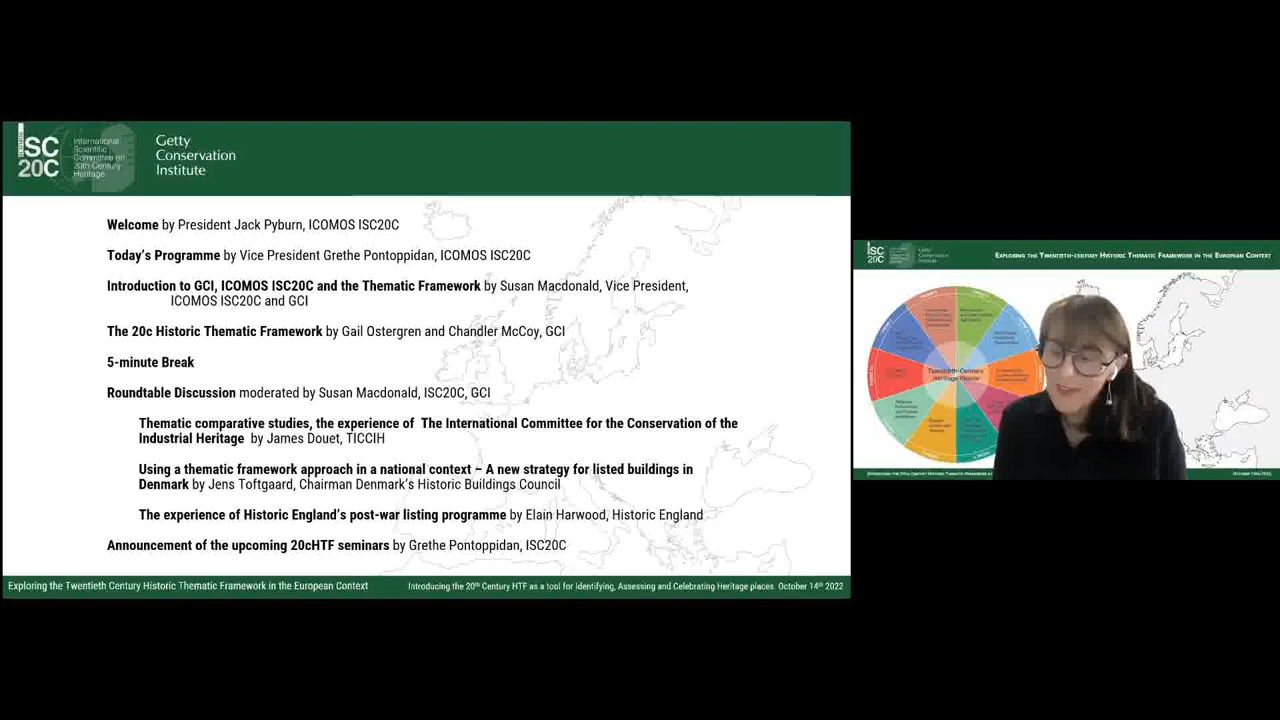 ISC
20C
International
Scientific
Committee on
20th Century
Heritage
Getty
Conservation
Institute
Welcome by President Jack Pyburn, ICOMOS ISC20C
Today's Programme by Vice President Grethe Pontoppidan, ICOMOS ISC20C
Introduction to GCI, ICOMOS ISC20C and the Thematic Framework by Susan Macdonald, Vice President,
ICOMOS ISC20C and GCI
The 20c Historic Thematic Framework by Gail Ostergren and Chandler McCoy, GCI
5-minute Break
Roundtable Discussion moderated by Susan Macdonald, ISC20C, GCI
Thematic comparive studies, the experience of The International Committee for the Conservation of the
Industrial Heritage by James Douet, TICCIH
Using a thematic framework approach in a national context – A new strategy for listed buildings in
Denmark by Jens Toftgaard, Chairman Denmark's Historic Buildings Council
The experience of Historic England's post-war listing programme by Elain Harwood, Historic England
Announcement of the upcoming 20cHTF seminars by Grethe Pontoppidan, ISC20C
Exploring the Twentieth Century Historic Thematic Framework in the European Context
Introducing the 20th Century HTF as a tool for Identifying, Assessing and Celebrating Heritage places October 14th 2022
ISC
20C
Getty
Conservation
Institute
Exploring the Twentieth-century Historic Thematic Framework in the European Context
Twentieth-Century
Heritage Places